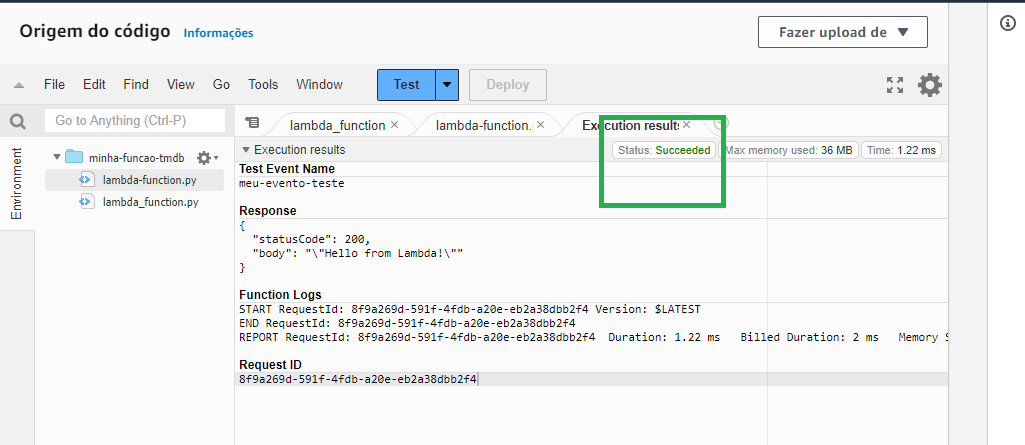 Origem do código Informações
Fazer upload de
File Edit Find View Go Tools Window Test Deploy
Go to Anything (Ctrl-P)
lambda_function
lambda-function.
Execution results
Environment
minha-funcao-tmdb
lambda-function.py
lambda_function.py
Execution results
Status: Succeeded
Max memory used: 36 MB
Time: 1.22 ms
Test Event Name
meu-evento-teste
Response
{
"statusCode": 200,
"body": "\"Hello from Lambda!\""
}
Function Logs
START RequestId: 8f9a269d-591f-4fdb-a20e-eb2a38dbb2f4 Version: $LATEST
END RequestId: 8f9a269d-591f-4fdb-a20e-eb2a38dbb2f4
REPORT RequestId: 8f9a269d-591f-4fdb-a20e-eb2a38dbb2f4 Duration: 1.22 ms Billed Duration: 2 ms Memory S
Request ID
8f9a269d-591f-4fdb-a20e-eb2a38dbb2f4